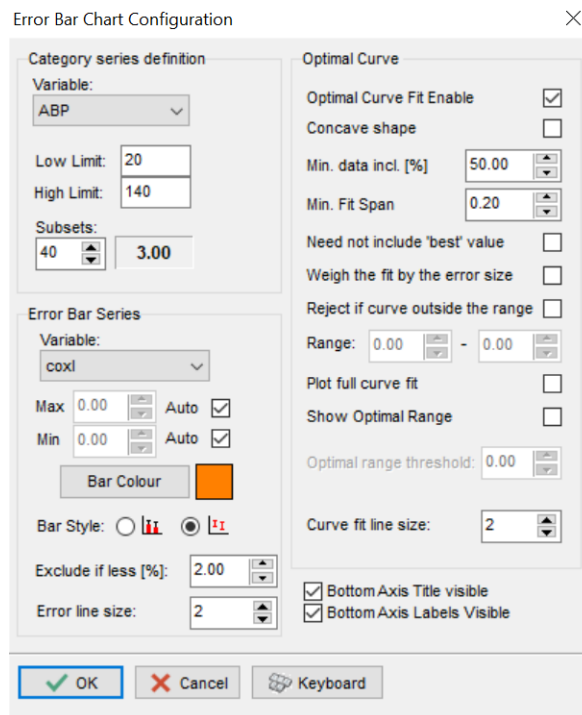 Error Bar Chart Configuration
Category series definition
Variable:
ABP
Low Limit: 20
High Limit: 140
Subsets:
40 3.00
Error Bar Series
Variable:
coxl
Max 0.00 Auto
Min 0.00 Auto
Bar Colour
Bar Style:
Exclude if less [%]: 2.00
Error line size: 2
Optimal Curve
Optimal Curve Fit Enable
Concave shape
Min. data incl. [%] 50.00
Min. Fit Span 0.20
Need not include 'best' value
Weigh the fit by the error size
Reject if curve outside the range
Range: 0.00 - 0.00
Plot full curve fit
Show Optimal Range
Optimal range threshold: 0.00
Curve fit line size: 2
Bottom Axis Title visible
Bottom Axis Labels Visible
OK Cancel Keyboard